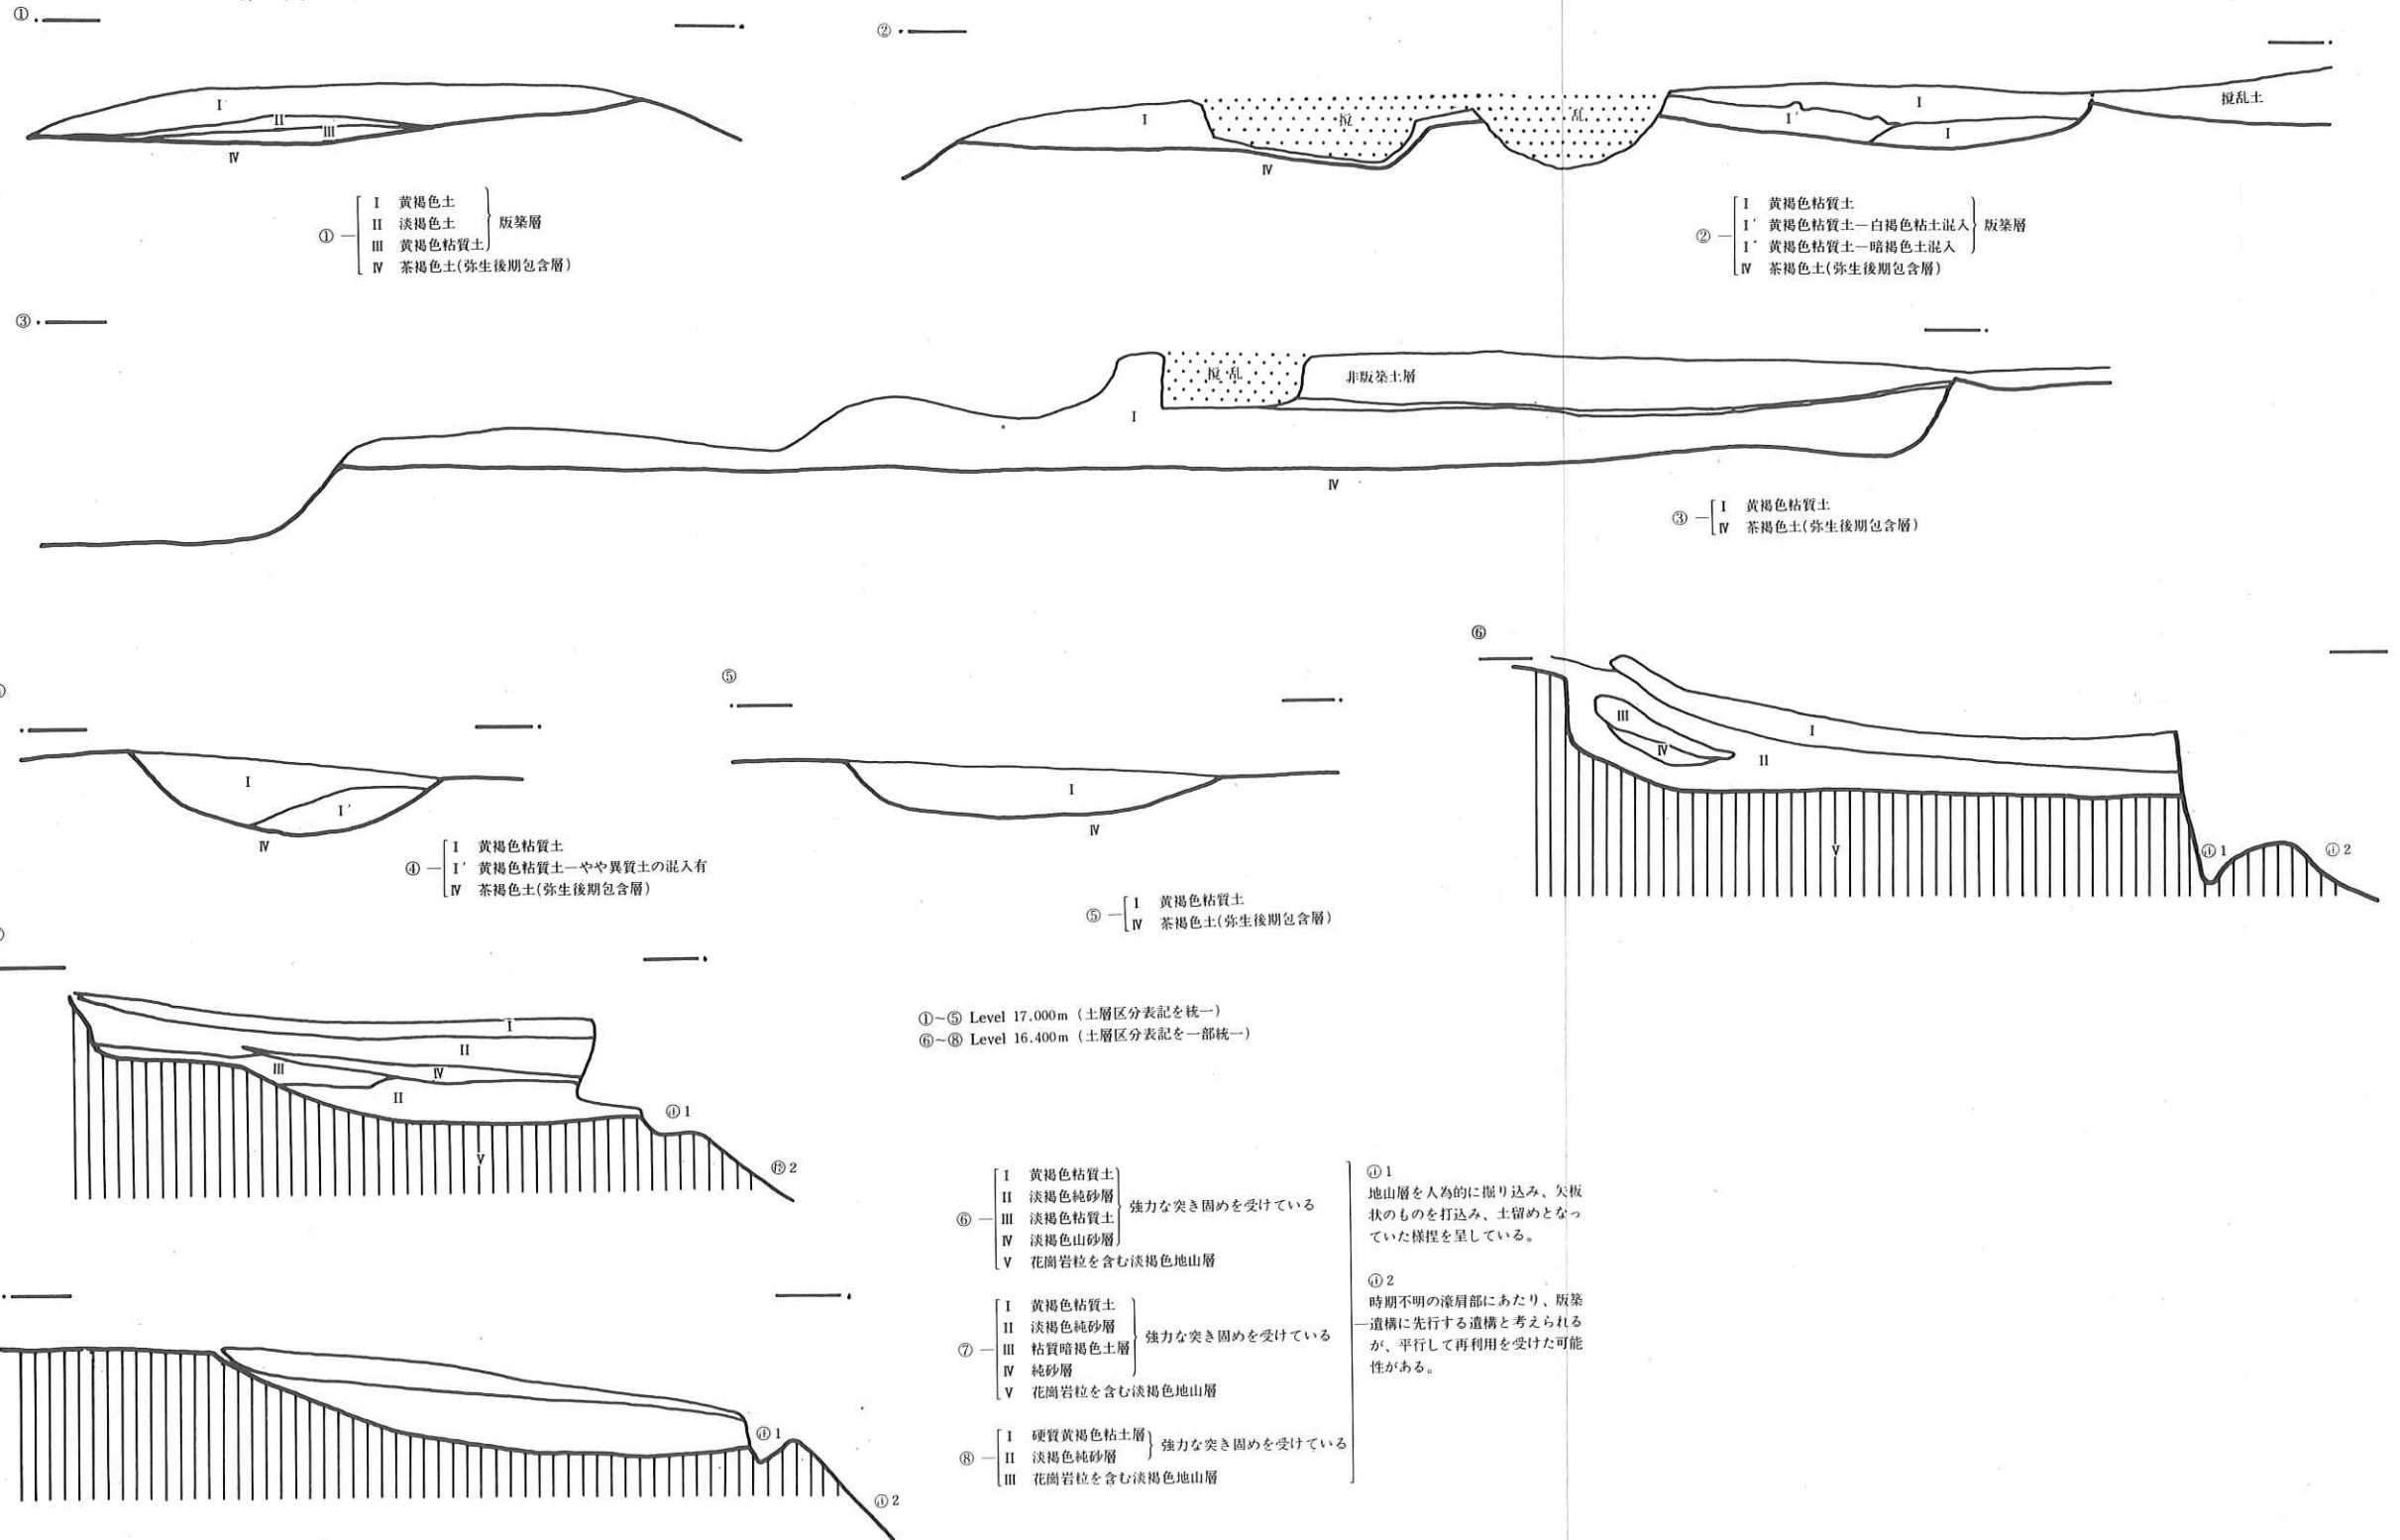 ①
I
II
III
IV
① I 黄褐色土
II 淡褐色土
III 黄褐色粘質土
版築層
IV 茶褐色土(弥生後期包含層)
②
I
攪
乱
I
I'
I
攪乱土
IV
② I 黄褐色粘質土
I' 黄褐色粘質土―白褐色粘土混入
I゛ 黄褐色粘質土―暗褐色土混入
版築層
IV 茶褐色土(弥生後期包含層)
③
攪乱
非版築土層
I
IV
③ I 黄褐色粘質土
IV 茶褐色土(弥生後期包含層)
I
I'
IV
④ I 黄褐色粘質土
I' 黄褐色粘質土―やや異質土の混入有
IV 茶褐色土(弥生後期包含層)
⑤
I
IV
⑤ I 黄褐色粘質土
IV 茶褐色土(弥生後期包含層)
⑥
III
I
IV
II
V
注1
注2
I
II
III
IV
II
V
注1
注2
注1
注2
①~⑤ Level 17.000m (土層区分表記を統一)
⑥~⑧ Level 16.400m (土層区分表記を一部統一)
⑥ I 黄褐色粘質土
II 淡褐色純砂層
III 淡褐色粘質土
IV 淡褐色山砂層
強力な突き固めを受けている
V 花崗岩粒を含む淡褐色地山層
⑦ I 黄褐色粘質土
II 淡褐色純砂層
III 粘質暗褐色土層
IV 純砂層
強力な突き固めを受けている
V 花崗岩粒を含む淡褐色地山層
⑧ I 硬質黄褐色粘土層
II 淡褐色純砂層
強力な突き固めを受けている
III 花崗岩粒を含む淡褐色地山層
注1
地山層を人為的に掘り込み、矢板
状のものを打込み、土留めとなっ
ていた様捏を呈している。
注2
時期不明の濠肩部にあたり、版築
遺構に先行する遺構と考えられる
が、平行して再利用を受けた可能
性がある。